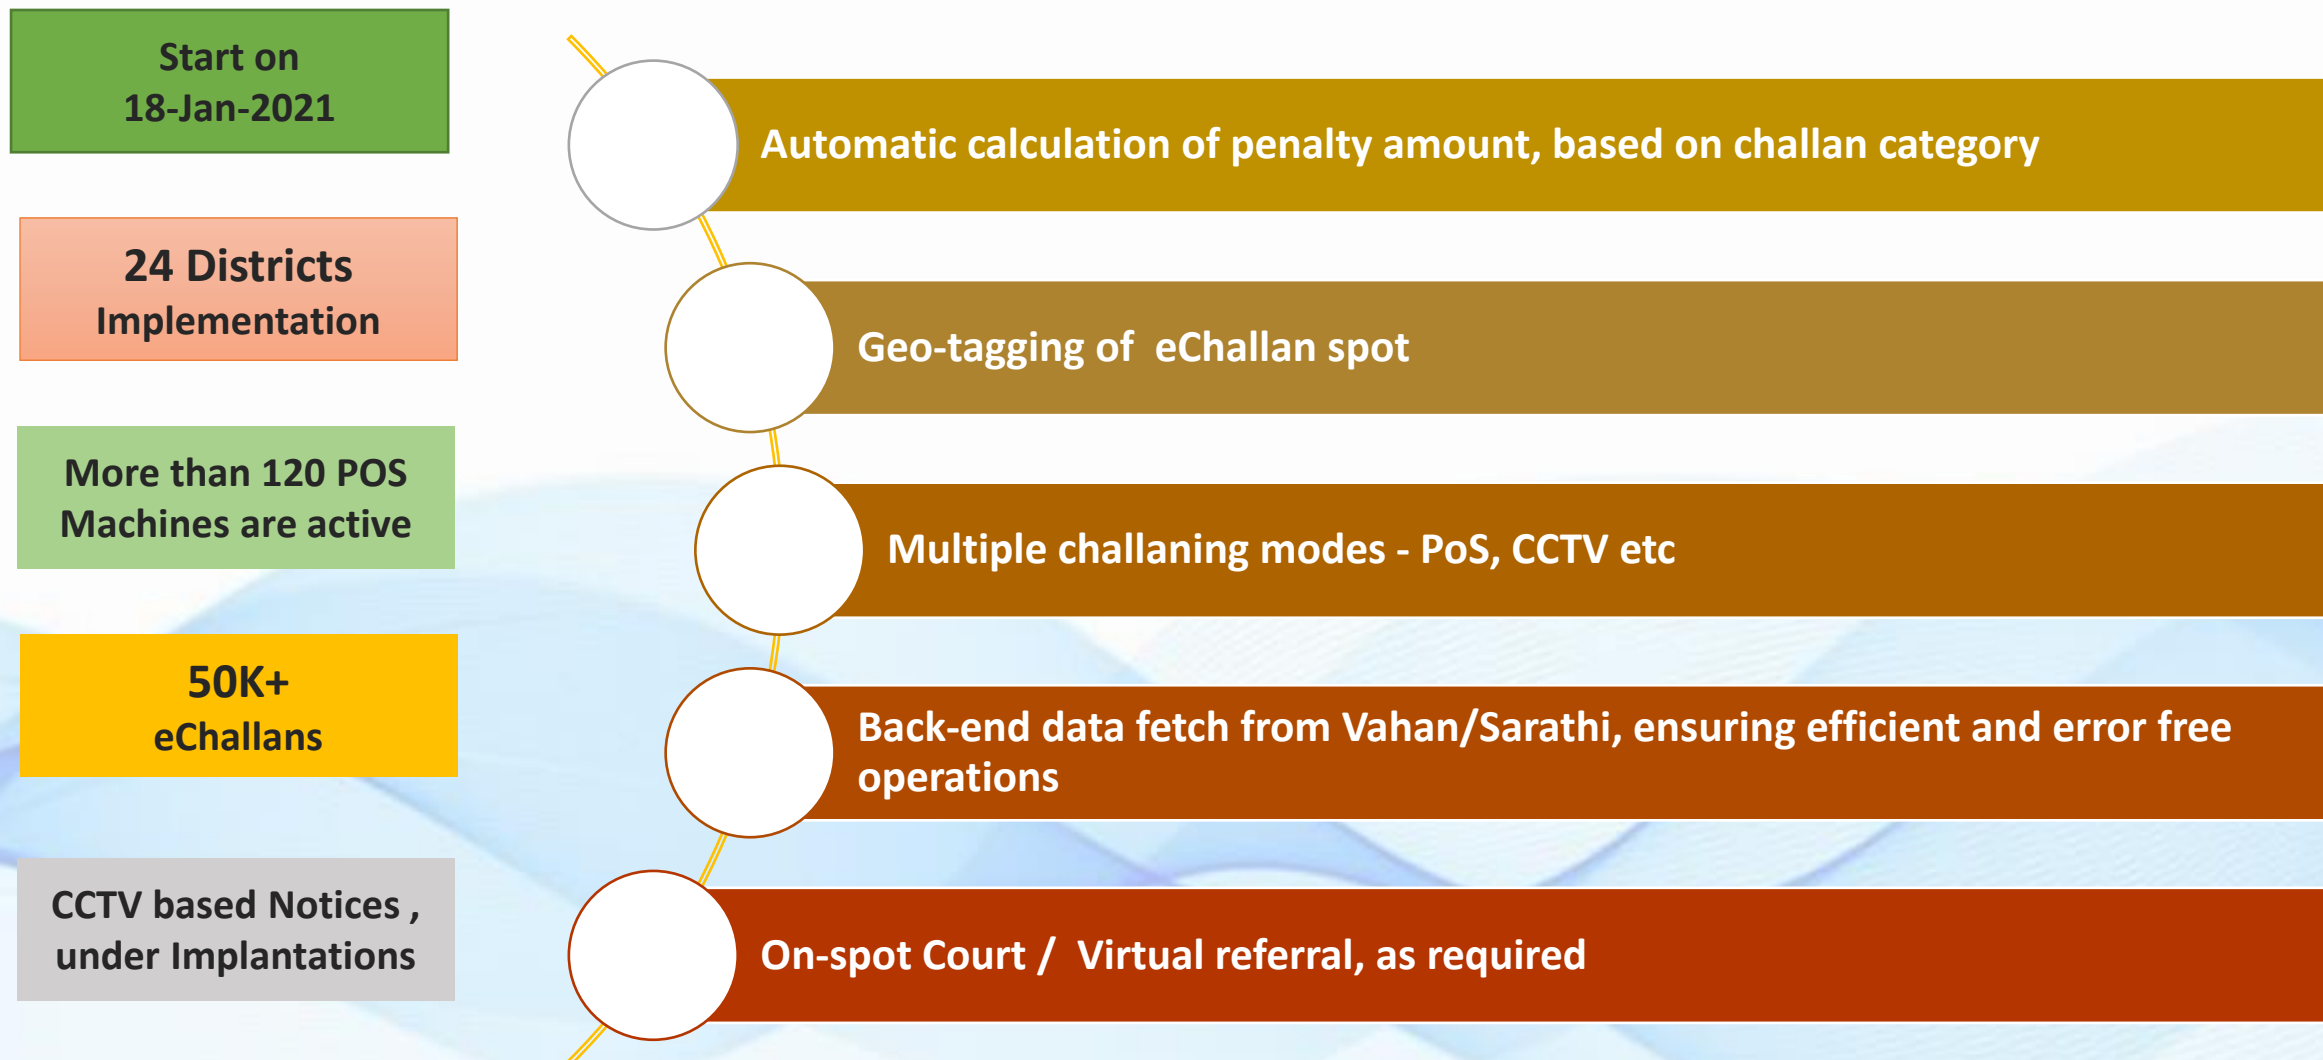 Start on
18-Jan-2021
24 Districts
Implementation
More than 120 POS
Machines are active
50K+
eChallans
CCTV based Notices ,
under Implantations
Automatic calculation of penalty amount, based on challan category
Geo-tagging of  eChallan spot
Multiple challaning modes - PoS, CCTV etc
Back-end data fetch from Vahan/Sarathi, ensuring efficient and error free
operations
On-spot Court /  Virtual referral, as required